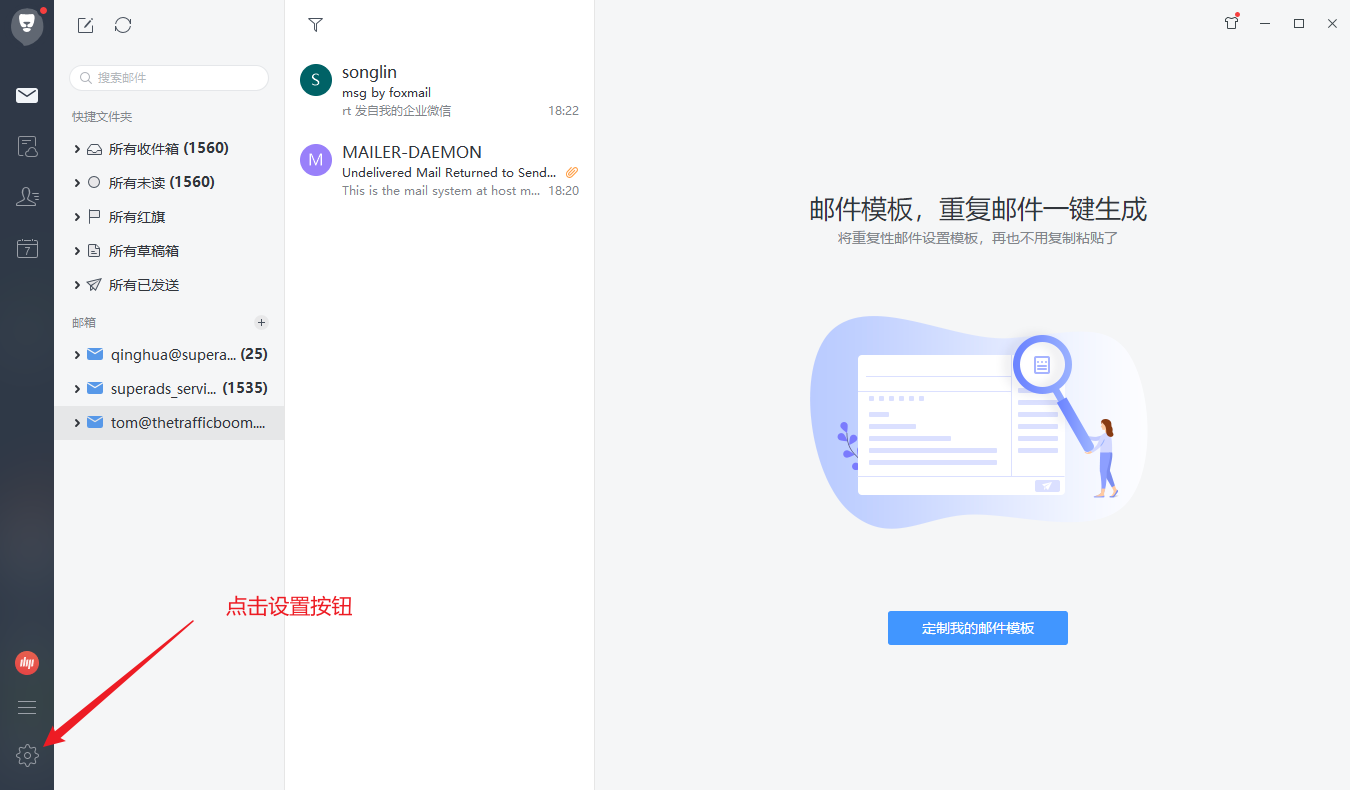 搜索邮件
快捷文件夹
所有收件箱 (1560)
所有未读 (1560)
所有红旗
所有草稿箱
所有已发送
邮箱
qinghua@supera... (25)
superads_servi... (1535)
tom@thetrafficboom....
7
S
songlin
msg by foxmail
rt 发自我的企业微信 18:22
M
MAILER-DAEMON
Undelivered Mail Returned to Send...
This is the mail system at host m... 18:20
邮件模板，重复邮件一键生成
将重复性邮件设置模板，再也不用复制粘贴了
定制我的邮件模板
点击设置按钮